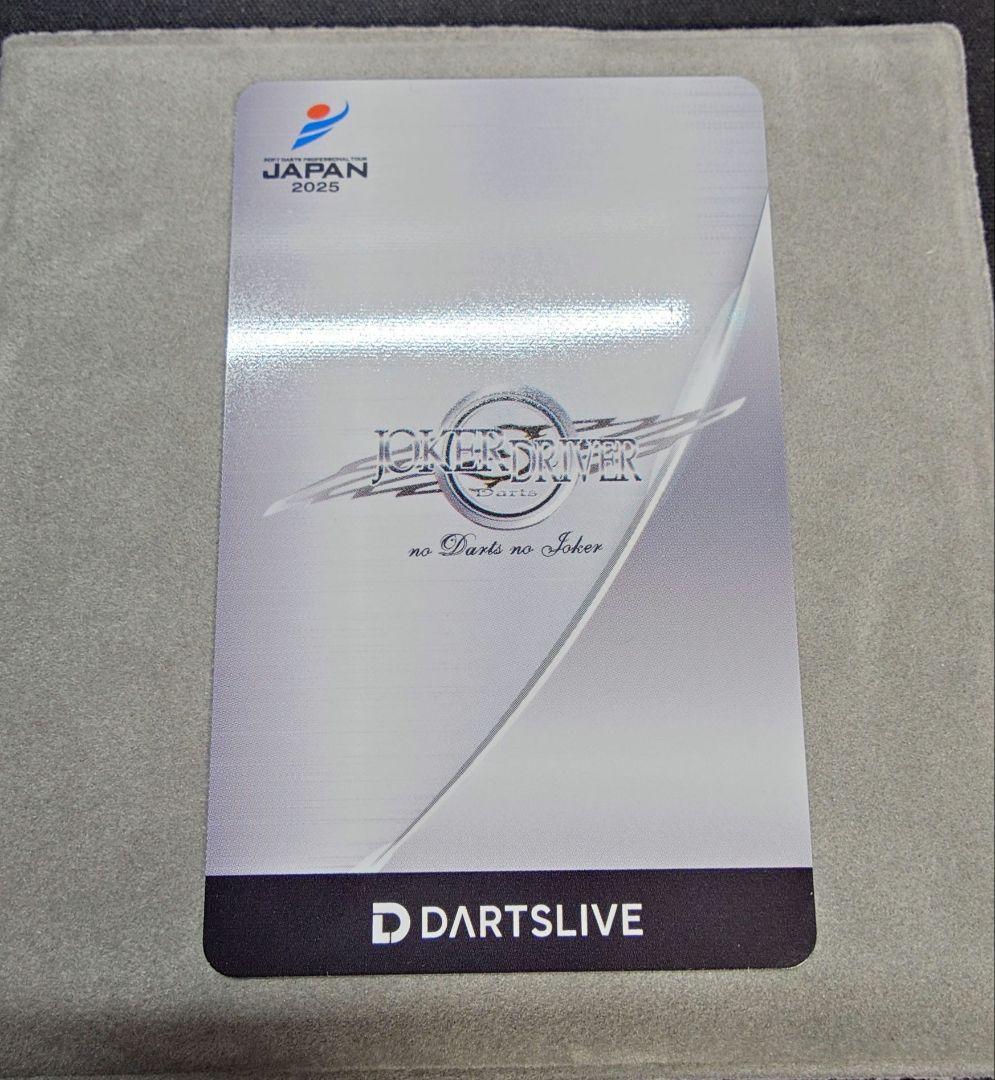 SOFT DARTS PROFESSIONAL TOUR
JAPAN
2025
JOKER DRIVER
Darts
no Darts no Joker
DARTSLIVE